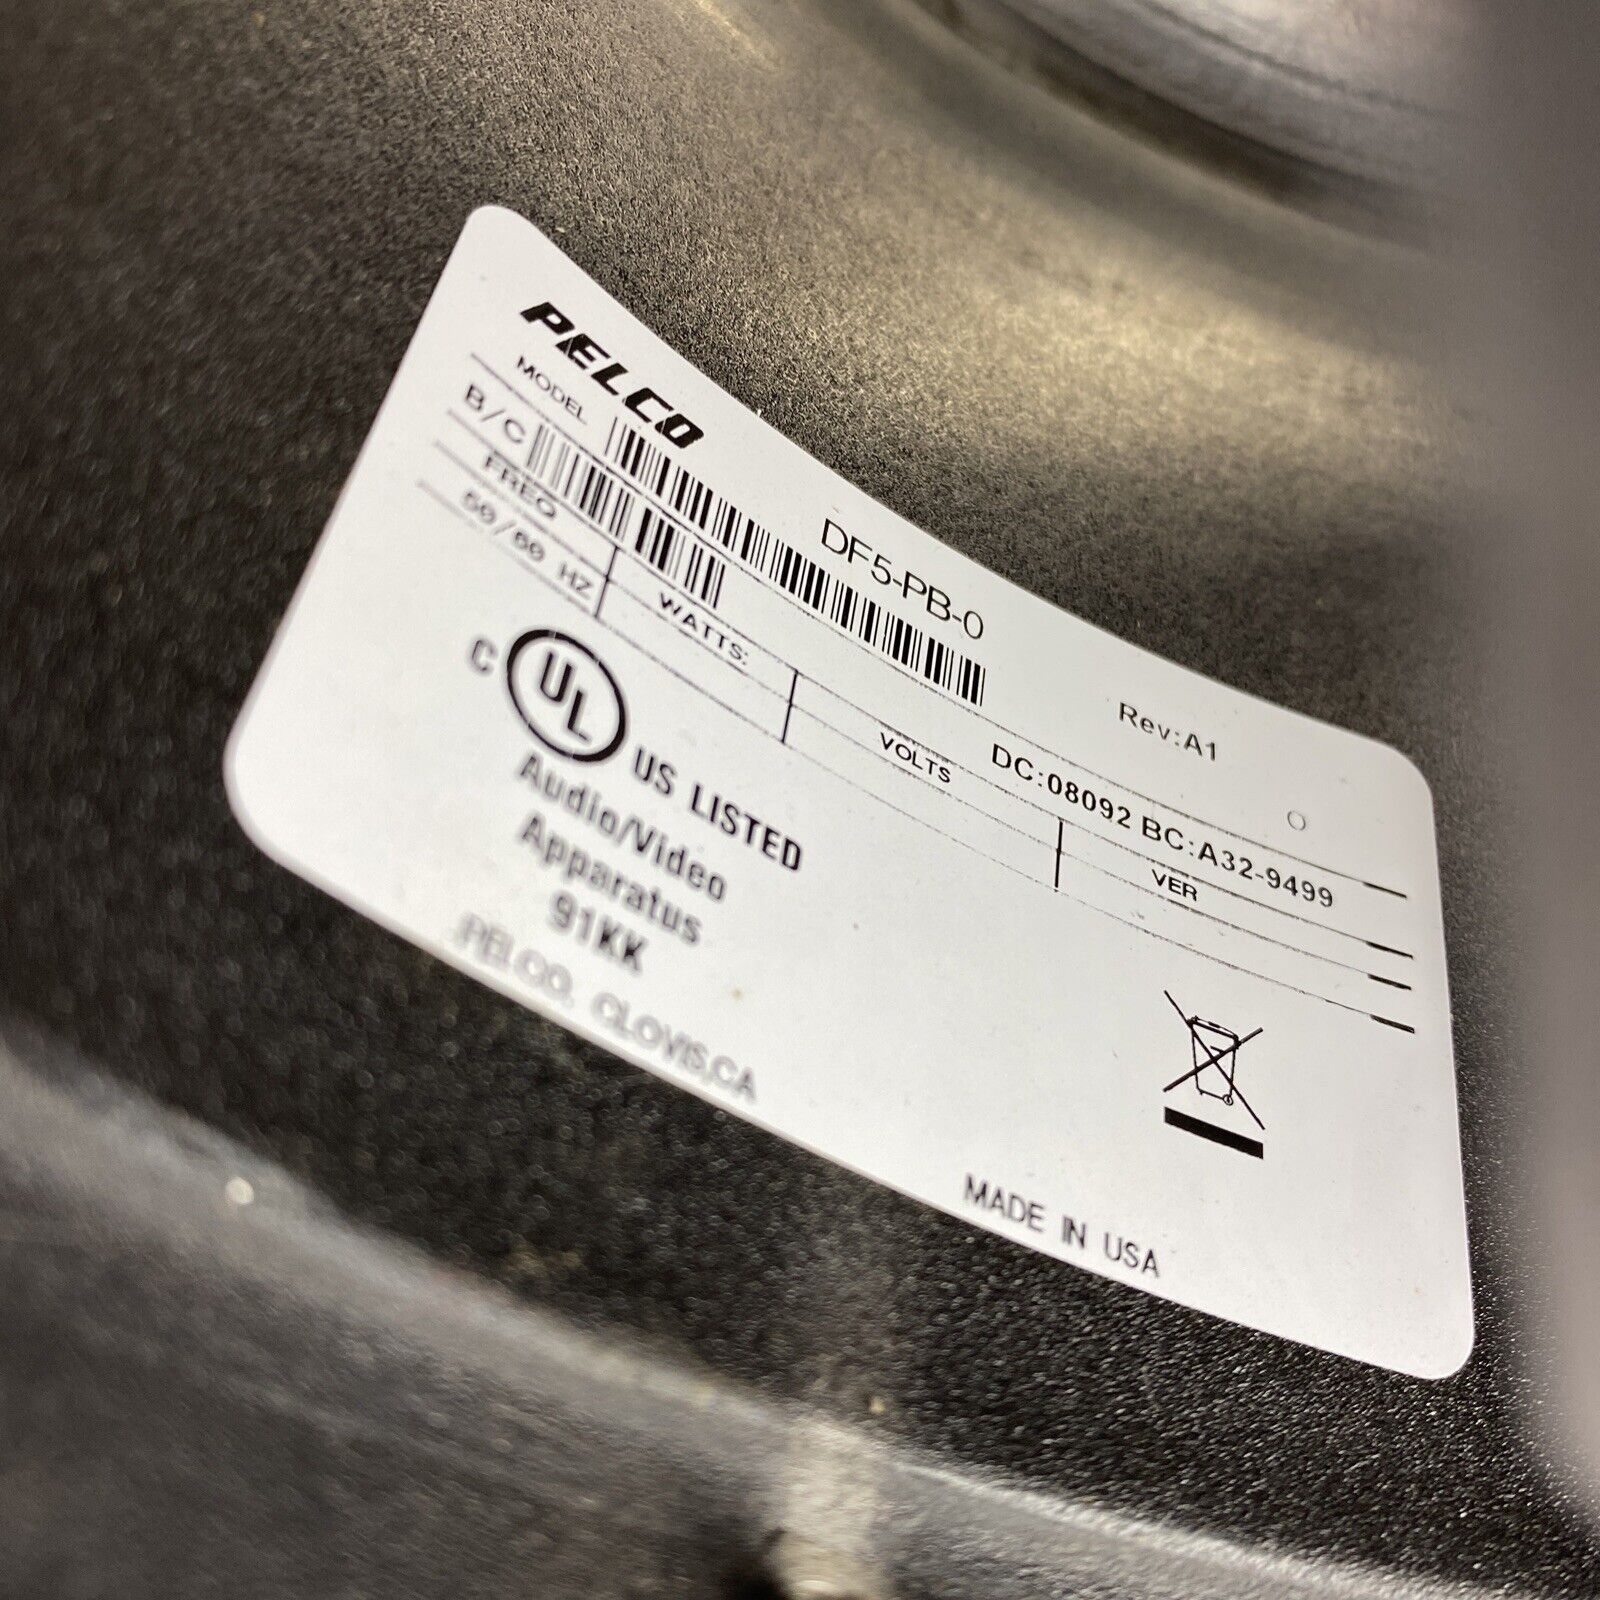 PELCO
MODEL DF5-PB-0 Rev:A1
B/C DC:08092 BC:A32-9499
FREQ WATTS: VOLTS VER
50/60 HZ
C UL US LISTED
Audio/Video
Apparatus
91KK
PELCO, CLOVIS,CA
MADE IN USA